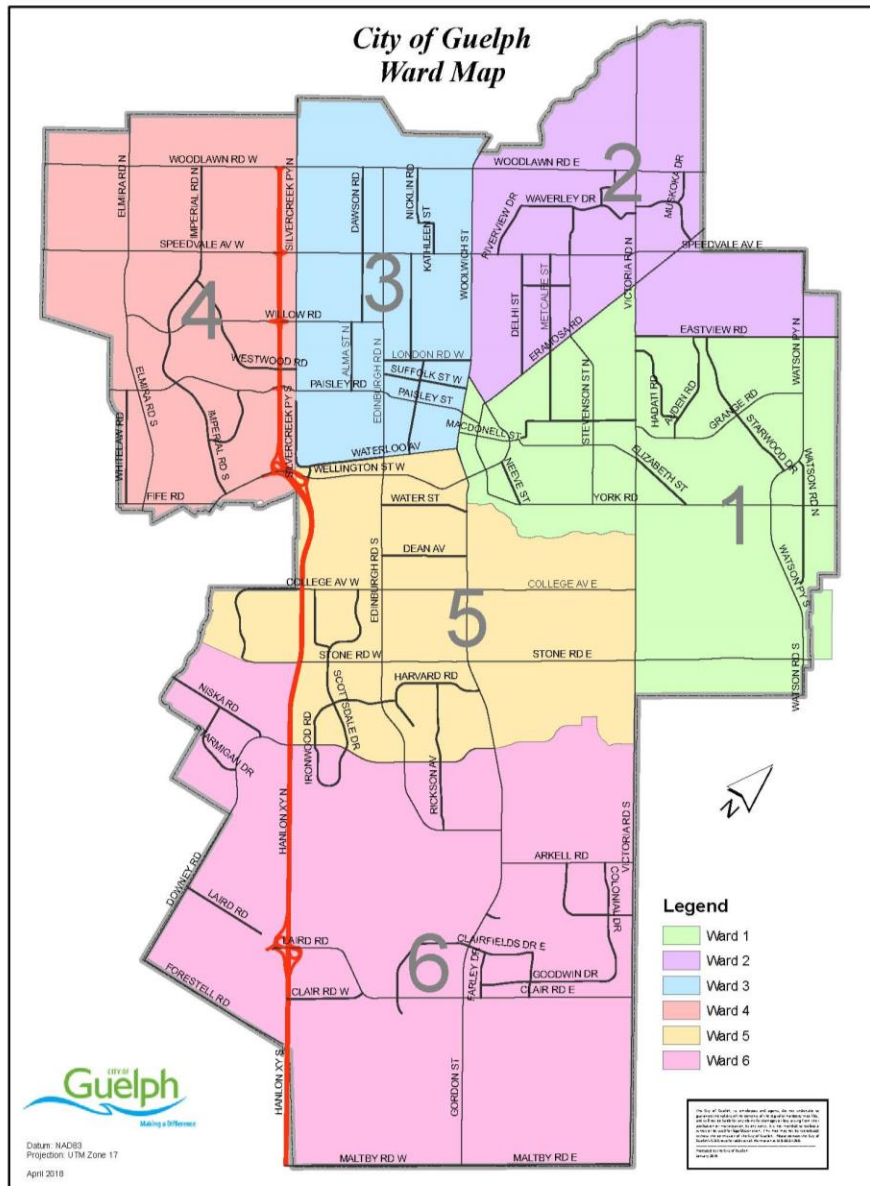 City of Guelph
Ward Map
WOODLAWN RD W
WOODLAWN RD E
ELMIRA RD N
IMPERIAL RD N
SILVERCREEK PY N
DAWSON RD
NICKLIN RD
KATHLEEN ST
WOOLWICH ST
RIVERVIEW DR
WAVERLEY DR
MUSKOKA DR
2
SPEEDVALE AV W
SPEEDVALE AV E
VICTORIA RD N
3
4
WILLOW RD
DELHI ST
METCALFE ST
ERAMOSA RD
EASTVIEW RD
WATSON PY N
WESTWOOD RD
ALMA ST N
EDINBURGH RD N
LONDON RD W
SUFFOLK ST W
PAISLEY RD
PAISLEY ST
STEVENSON ST N
HADATI RD
AUDEN RD
GRANGE RD
STARWOOD DR
ELMIRA RD S
WHITELAW RD
IMPERIAL RD S
SILVERCREEK PY S
MACDONELL ST
WATERLOO AV
WELLINGTON ST W
NEEVE ST
ELIZABETH ST
WATSON RD N
FIFE RD
WATER ST
YORK RD
1
DEAN AV
EDINBURGH RD S
WATSON PY S
COLLEGE AV W
COLLEGE AV E
5
STONE RD W
STONE RD E
WATSON RD S
NISKA RD
SCOTTSDALE DR
HARVARD RD
PTARMIGAN DR
IRONWOOD RD
RICKSON AV
HANLON XY N
N
VICTORIA RD S
ARKELL RD
DOWNEY RD
COLONIAL DR
LAIRD RD
LAIRD RD
6
CLAIRFIELDS DR E
FARLEY DR
GOODWIN DR
FORESTELL RD
CLAIR RD W
CLAIR RD E
HANLON XY S
GORDON ST
MALTBY RD W
MALTBY RD E
Legend
Ward 1
Ward 2
Ward 3
Ward 4
Ward 5
Ward 6
CITY OF
Guelph
Making a Difference
Datum: NAD83
Projection: UTM Zone 17
April 2018